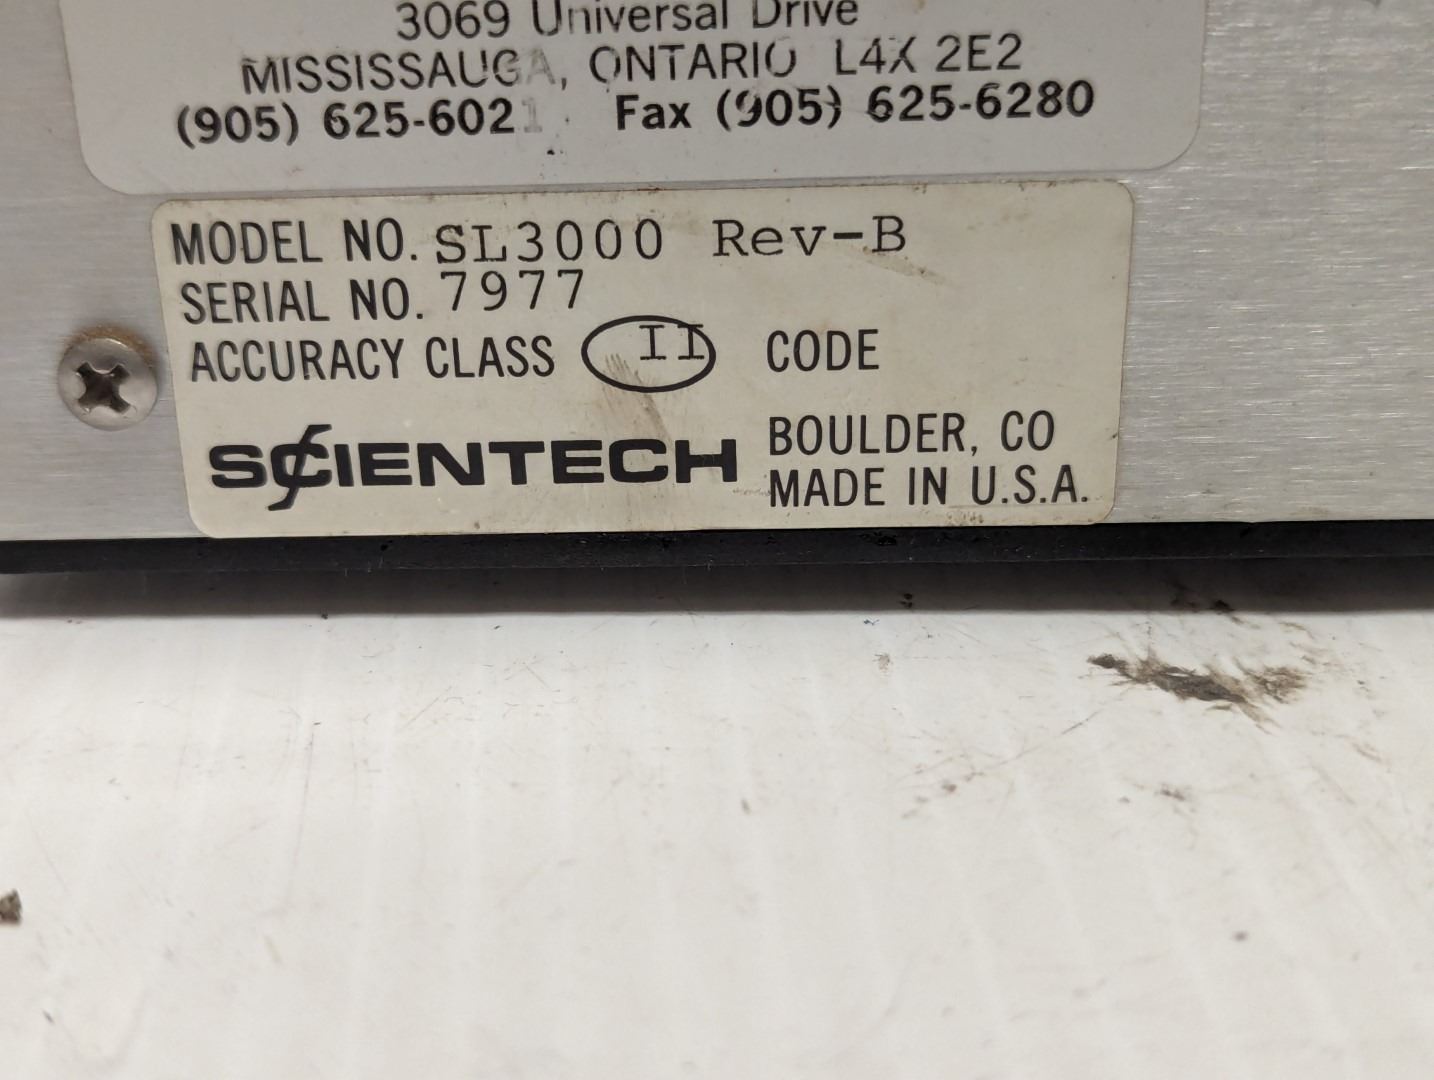 3069 Universal Drive
MISSISSAUGA, ONTARIO L4X 2E2
(905) 625-6021 Fax (905) 625-6280
MODEL NO. SL3000 Rev-B
SERIAL NO. 7977
ACCURACY CLASS II CODE
SCIENTECH BOULDER, CO
MADE IN U.S.A.